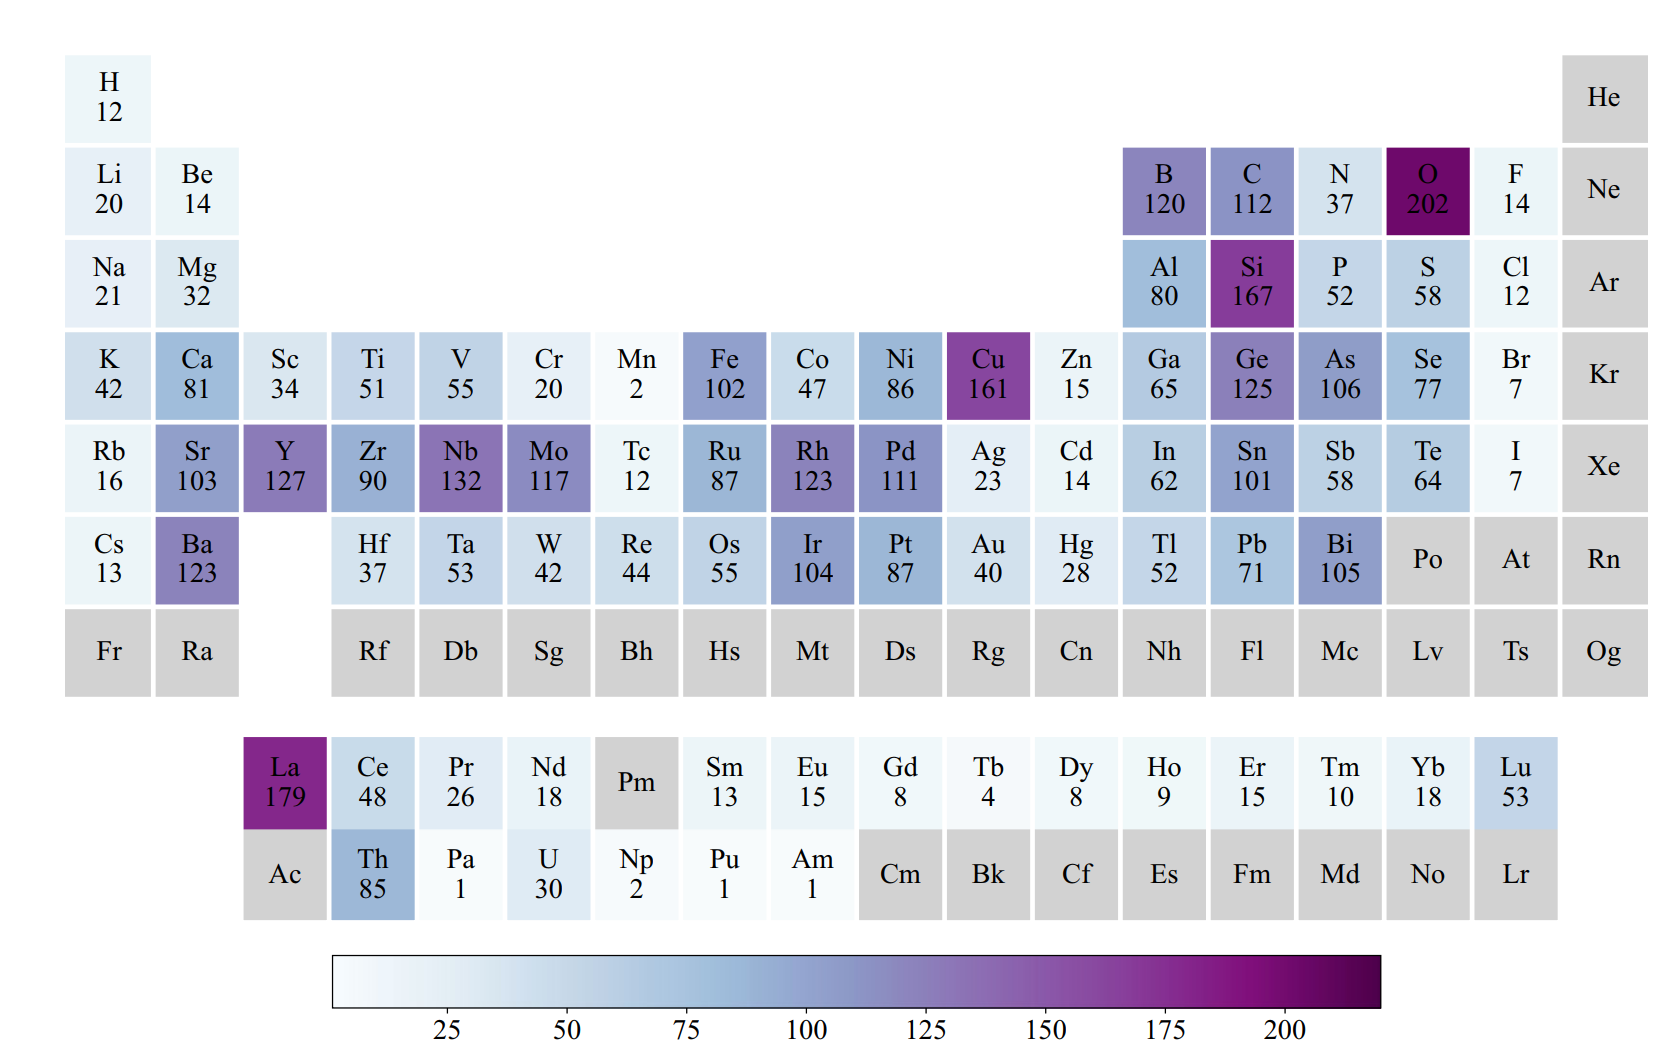 H He
12
Li Be B C N O F Ne
20 14 120 112 37 202 14
Na Mg Al Si P S Cl Ar
21 32 80 167 52 58 12
K Ca Sc Ti V Cr Mn Fe Co Ni Cu Zn Ga Ge As Se Br Kr
42 81 34 51 55 20 2 102 47 86 161 15 65 125 106 77 7
Rb Sr Y Zr Nb Mo Tc Ru Rh Pd Ag Cd In Sn Sb Te I Xe
16 103 127 90 132 117 12 87 123 111 23 14 62 101 58 64 7
Cs Ba Hf Ta W Re Os Ir Pt Au Hg Tl Pb Bi Po At Rn
13 123 37 53 42 44 55 104 87 40 28 52 71 105
Fr Ra Rf Db Sg Bh Hs Mt Ds Rg Cn Nh Fl Mc Lv Ts Og
La Ce Pr Nd Pm Sm Eu Gd Tb Dy Ho Er Tm Yb Lu
179 48 26 18 13 15 8 4 8 9 15 10 18 53
Ac Th Pa U Np Pu Am Cm Bk Cf Es Fm Md No Lr
85 1 30 2 1 1
25 50 75 100 125 150 175 200